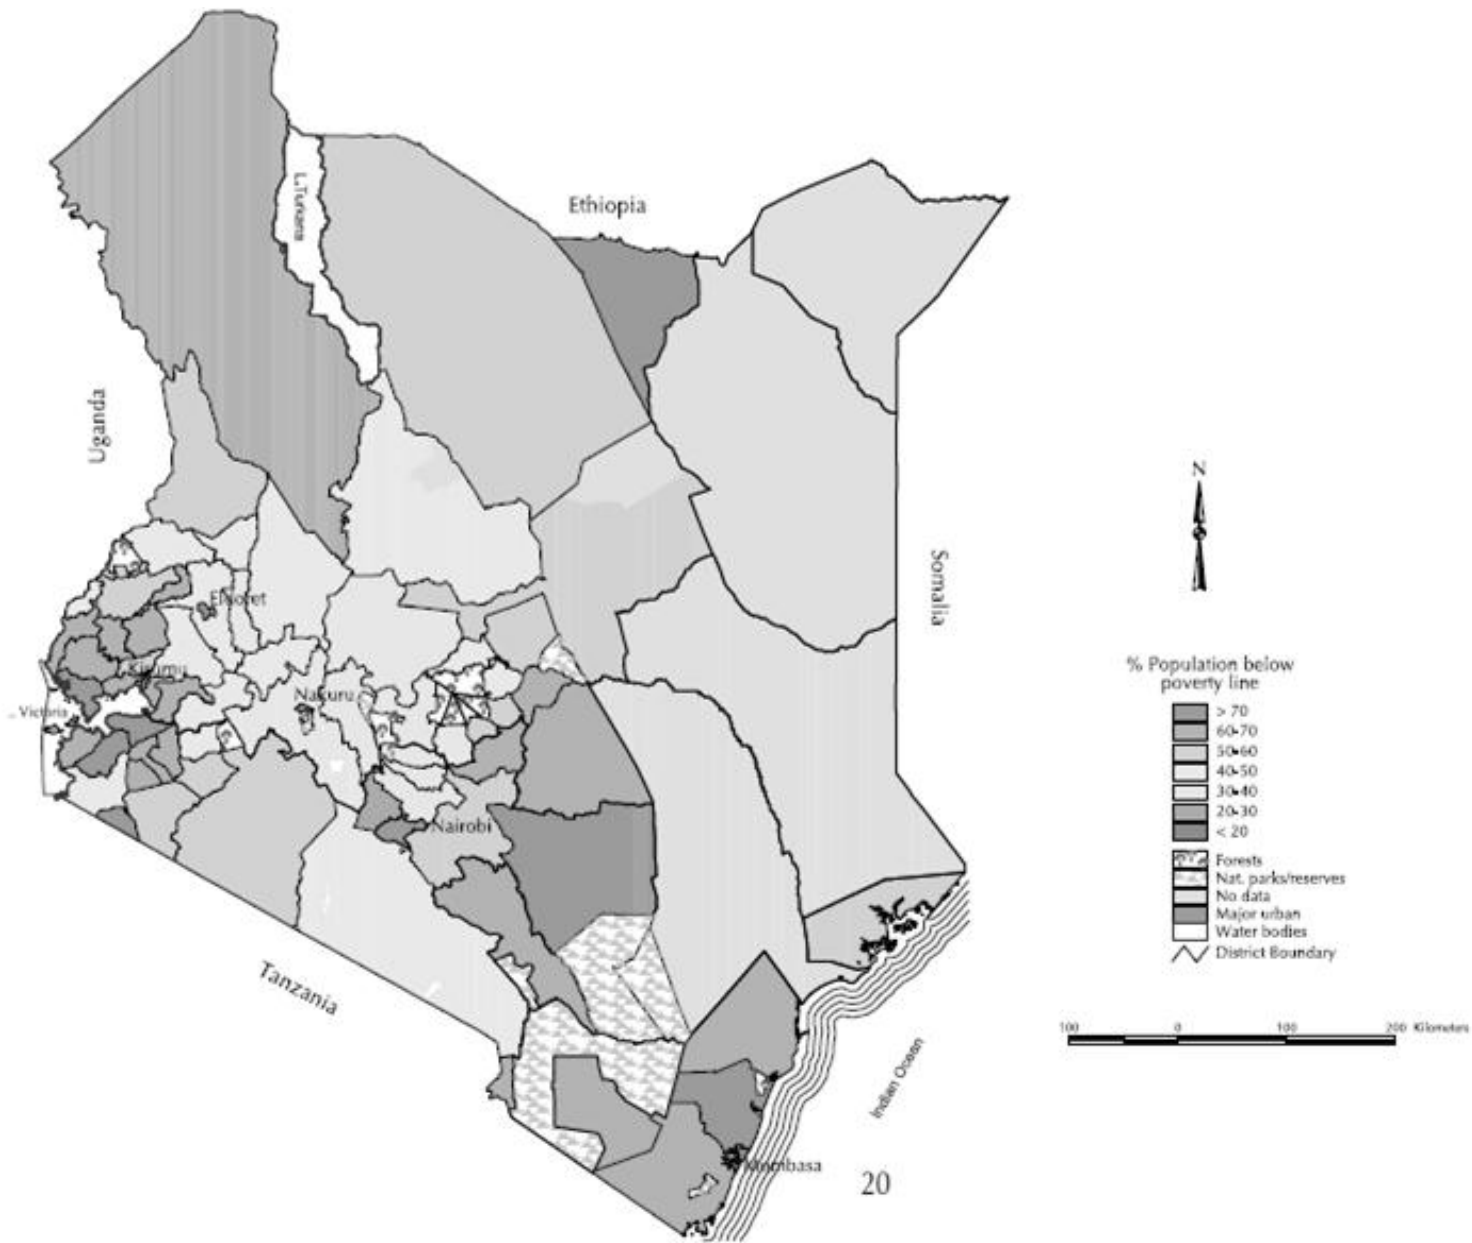 Ethiopia
L.Turkana
Uganda
Somalia
N
Eldoret
Kisumu
Nakuru
Victoria
Nairobi
Tanzania
Mombasa
Indian Ocean
20
% Population below
poverty line
> 70
60-70
50-60
40-50
30-40
20-30
< 20
Forests
Nat. parks/reserves
No data
Major urban
Water bodies
District Boundary
100 0 100 200 Kilometers